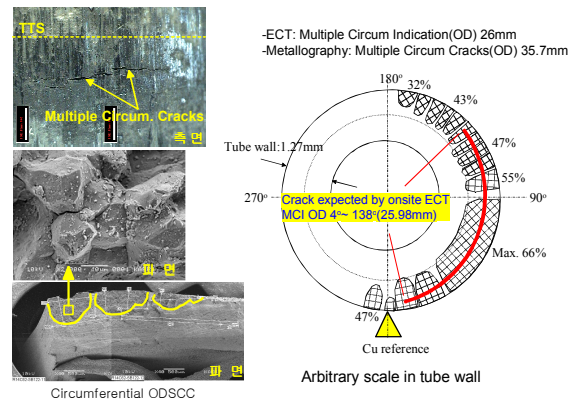 TTS
Multiple Circum. Cracks
측 면
파 면
파 면
Circumferential ODSCC
-ECT: Multiple Circum Indication(OD) 26mm
-Metallography: Multiple Circum Cracks(OD) 35.7mm
180°
32%
43%
47%
55%
90°
Max. 66%
47%
270°
Tube wall:1.27mm
Crack expected by onsite ECT
MCI OD 4°~ 138°(25.98mm)
Cu reference
Arbitrary scale in tube wall